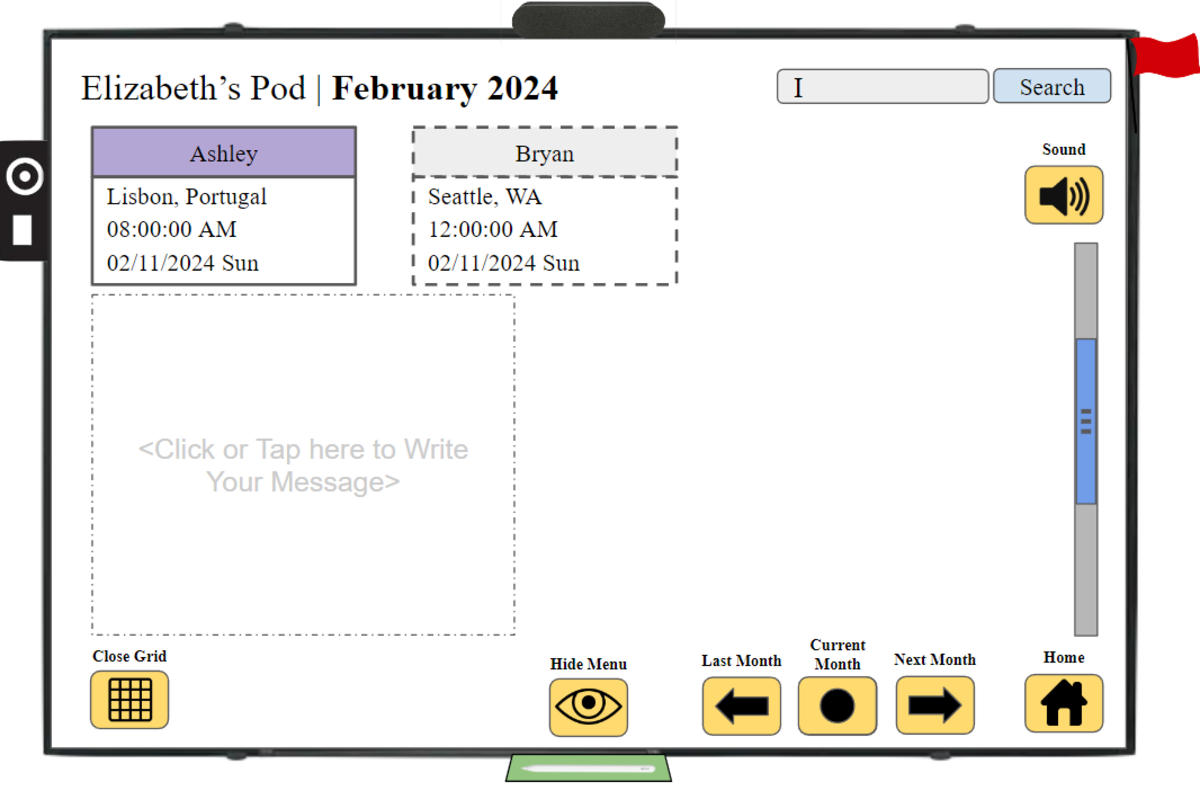 Elizabeth’s Pod | February 2024
I
Search
Ashley
Lisbon, Portugal
08:00:00 AM
02/11/2024 Sun
Bryan
Seattle, WA
12:00:00 AM
02/11/2024 Sun
Sound
<Click or Tap here to Write
Your Message>
Close Grid
Hide Menu
Last Month
Current
Month
Next Month
Home